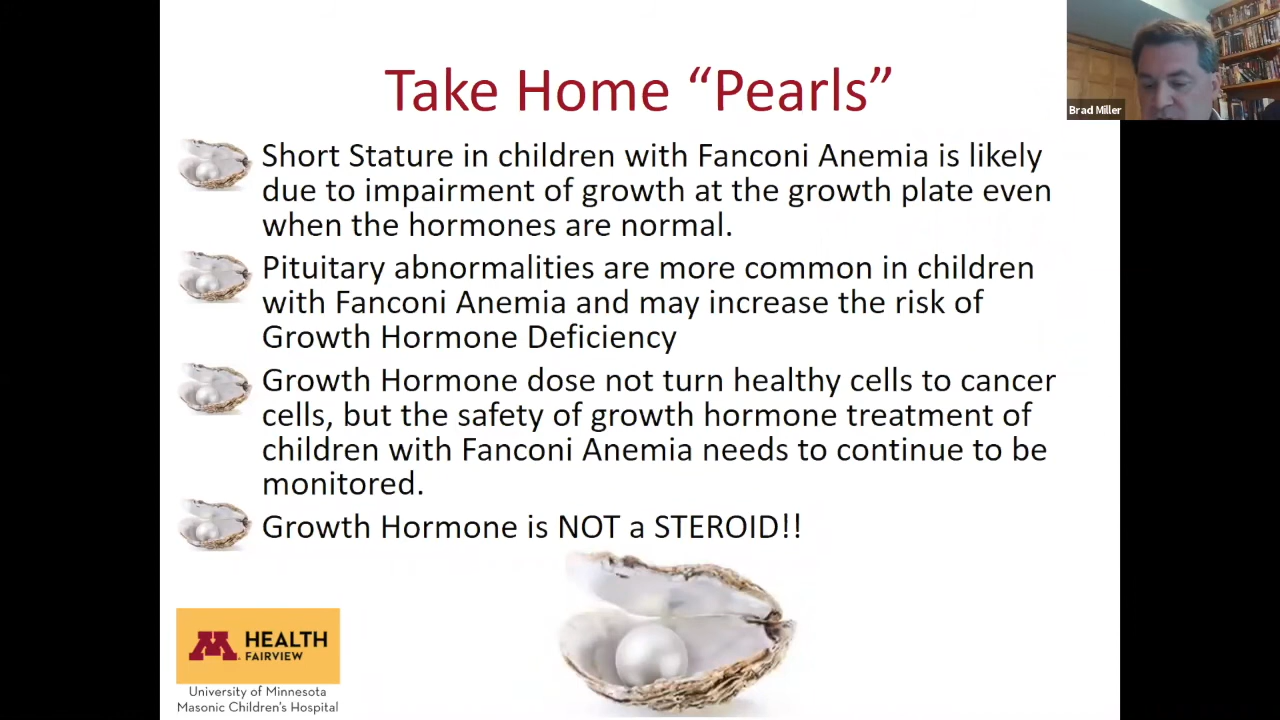 Take Home “Pearls”
Brad Miller
Short Stature in children with Fanconi Anemia is likely
due to impairment of growth at the growth plate even
when the hormones are normal.
Pituitary abnormalities are more common in children
with Fanconi Anemia and may increase the risk of
Growth Hormone Deficiency
Growth Hormone dose not turn healthy cells to cancer
cells, but the safety of growth hormone treatment of
children with Fanconi Anemia needs to continue to be
monitored.
Growth Hormone is NOT a STEROID!!
M HEALTH
FAIRVIEW
University of Minnesota
Masonic Children’s Hospital